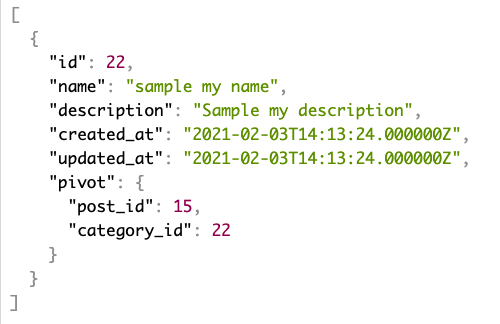 [
  {
    "id": 22,
    "name": "sample my name",
    "description": "Sample my description",
    "created_at": "2021-02-03T14:13:24.000000Z",
    "updated_at": "2021-02-03T14:13:24.000000Z",
    "pivot": {
      "post_id": 15,
      "category_id": 22
    }
  }
]